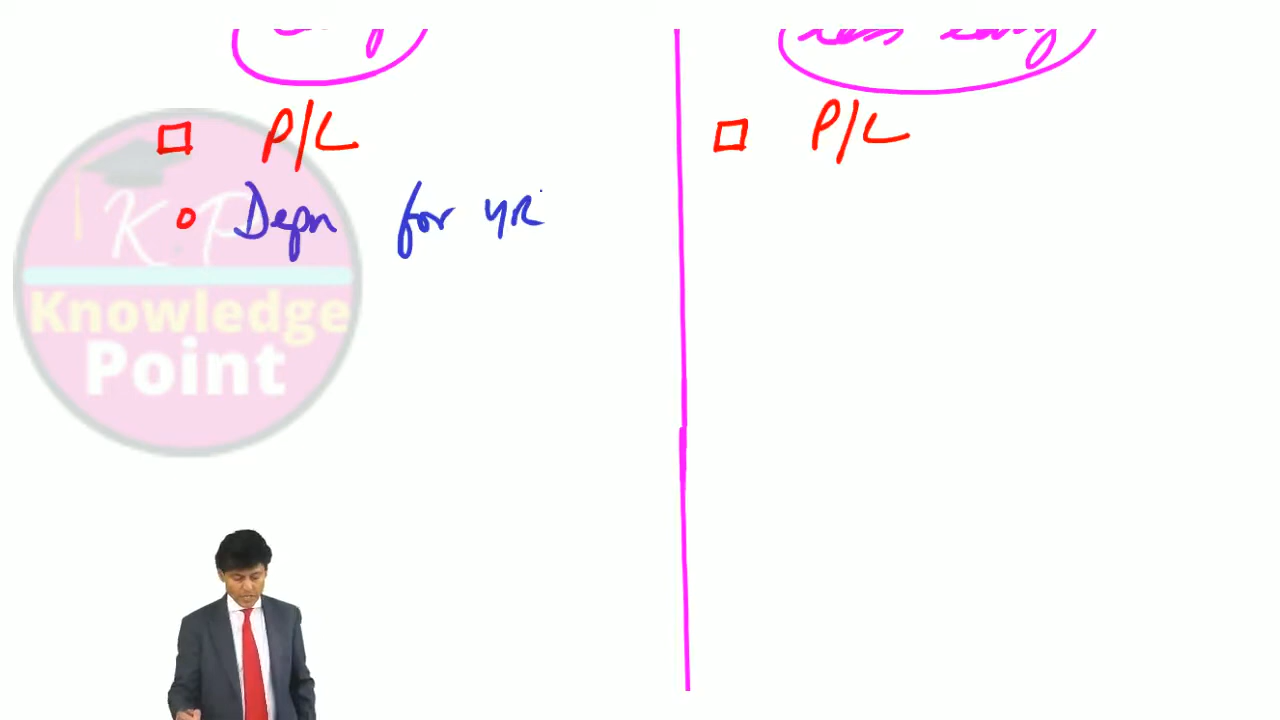 P/L
Depn for YR
P/L
K.P
Knowledge
Point